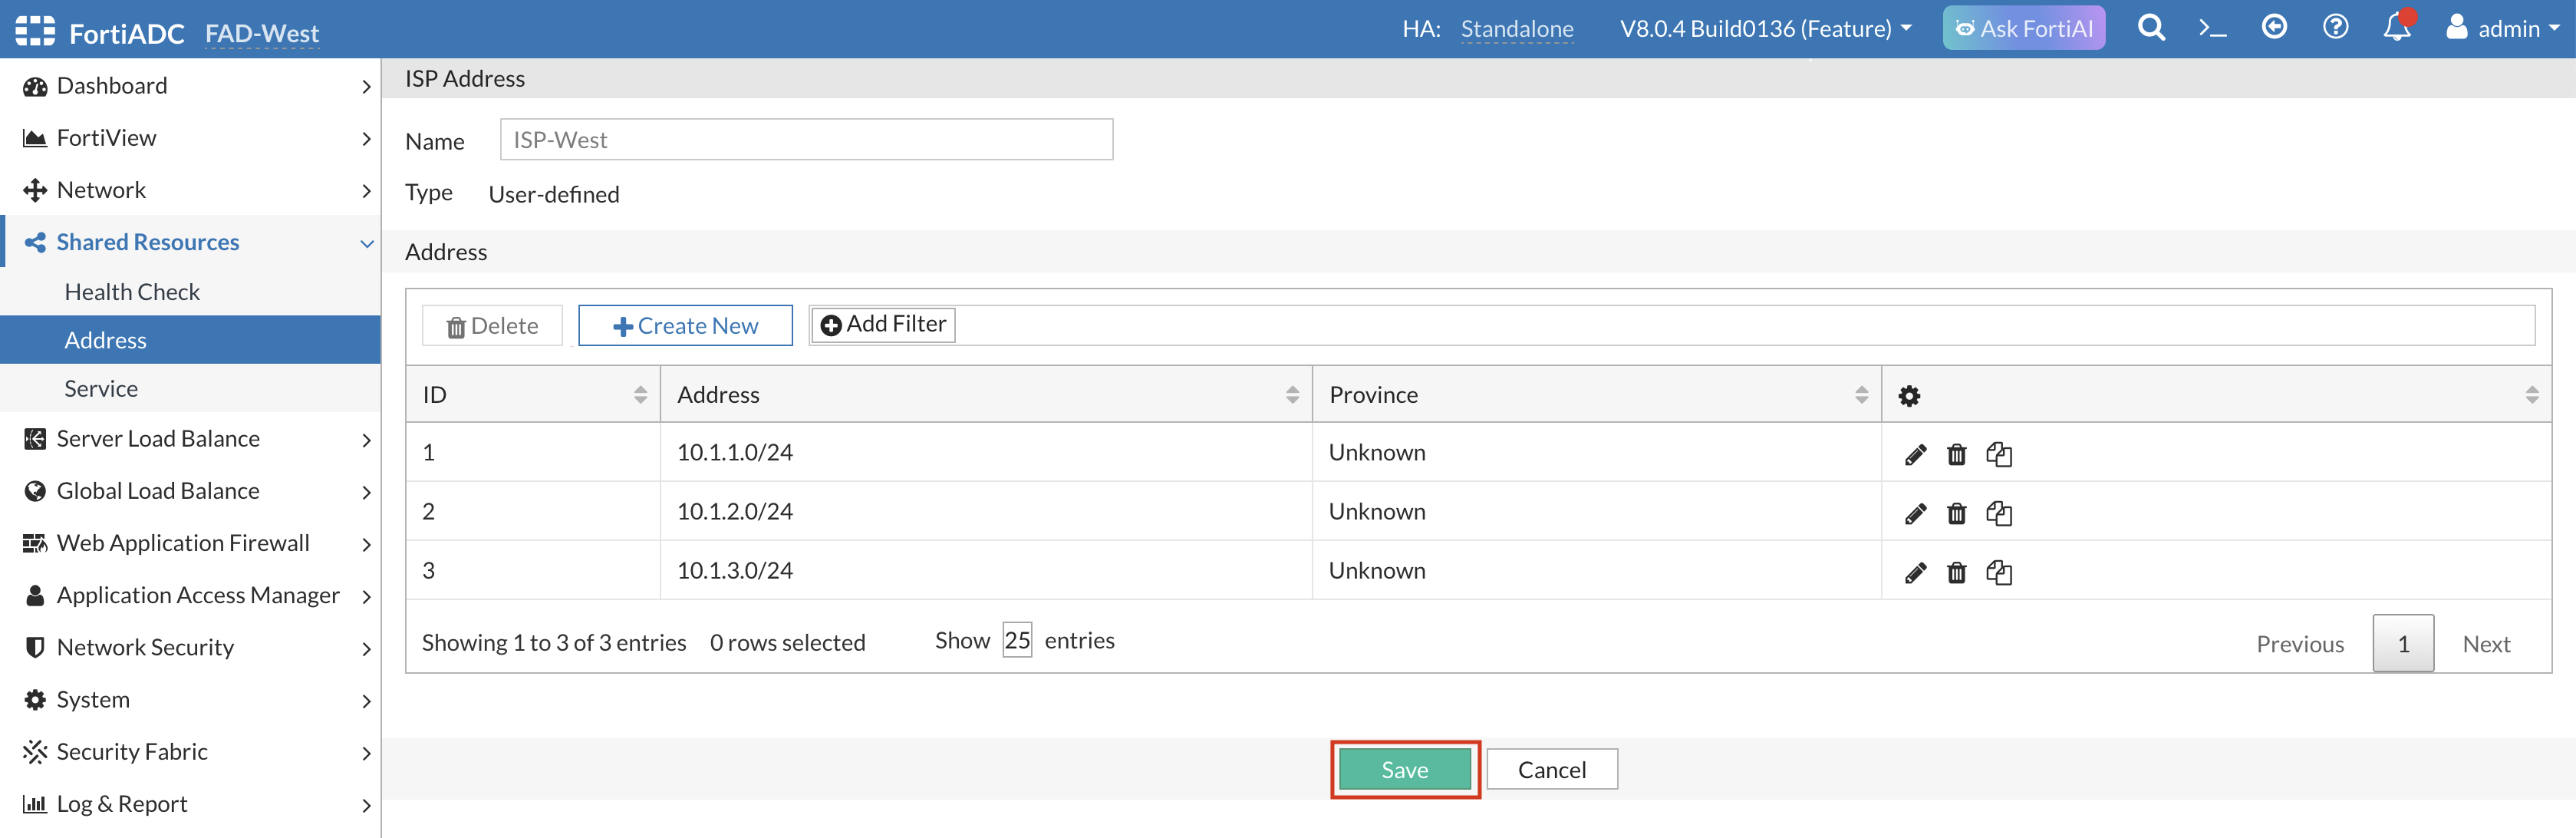 FortiADC FAD-West HA: Standalone V8.0.4 Build0136 (Feature) Ask FortiAI admin
Dashboard
FortiView
Network
Shared Resources
Health Check
Address
Service
Server Load Balance
Global Load Balance
Web Application Firewall
Application Access Manager
Network Security
System
Security Fabric
Log & Report
ISP Address
Name ISP-West
Type User-defined
Address
Delete Create New Add Filter
ID Address Province
1 10.1.1.0/24 Unknown
2 10.1.2.0/24 Unknown
3 10.1.3.0/24 Unknown
Showing 1 to 3 of 3 entries 0 rows selected Show 25 entries Previous 1 Next
Save Cancel